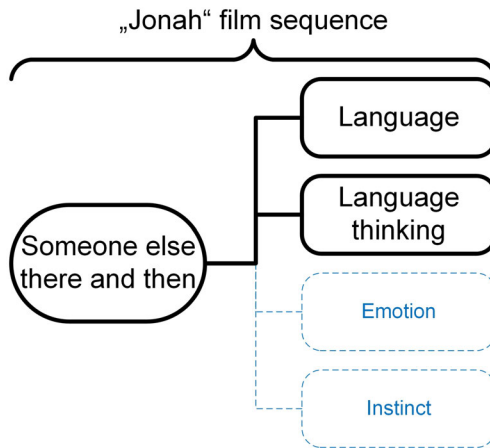 „Jonah“ film sequence
Language
Language
thinking
Someone else
there and then
Emotion
Instinct